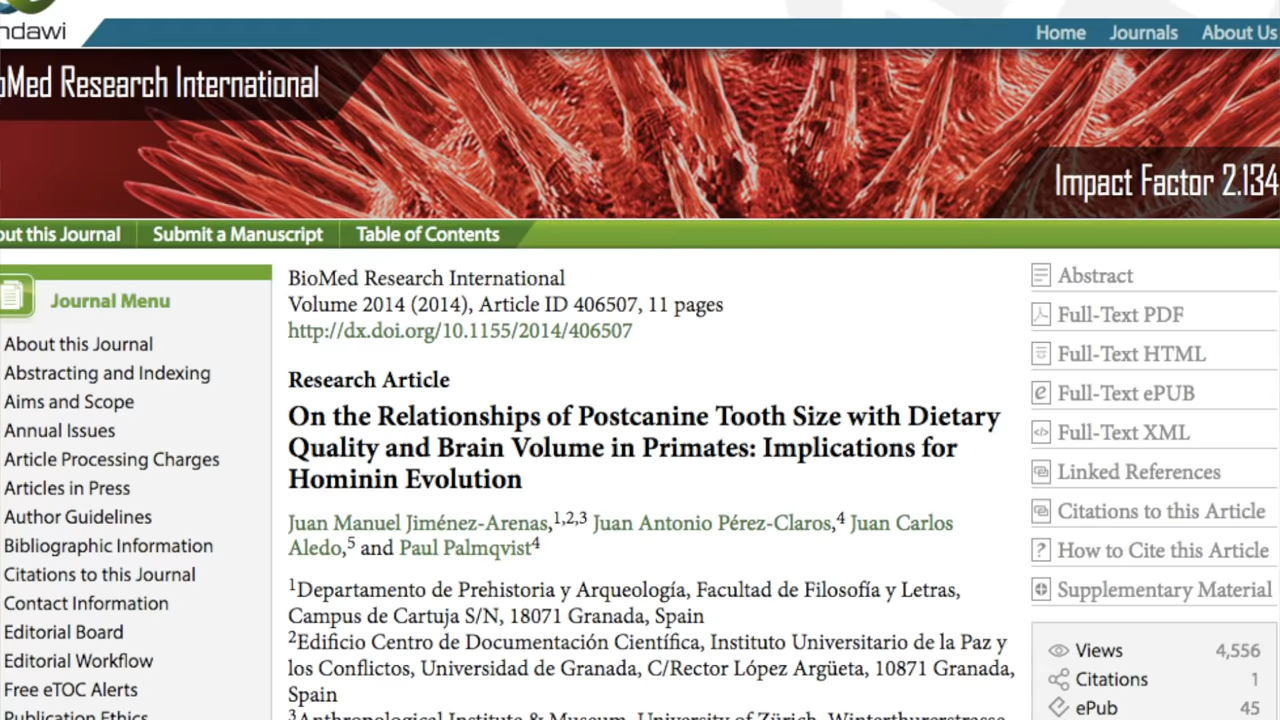 ndawi
Home Journals About Us
oMed Research International
Impact Factor 2.134
out this Journal Submit a Manuscript Table of Contents
Journal Menu
About this Journal
Abstracting and Indexing
Aims and Scope
Annual Issues
Article Processing Charges
Articles in Press
Author Guidelines
Bibliographic Information
Citations to this Journal
Contact Information
Editorial Board
Editorial Workflow
Free eTOC Alerts
Publication Ethics
BioMed Research International
Volume 2014 (2014), Article ID 406507, 11 pages
http://dx.doi.org/10.1155/2014/406507
Research Article
On the Relationships of Postcanine Tooth Size with Dietary
Quality and Brain Volume in Primates: Implications for
Hominin Evolution
Juan Manuel Jiménez-Arenas,1,2,3 Juan Antonio Pérez-Claros,4 Juan Carlos
Aledo,5 and Paul Palmqvist4
1Departamento de Prehistoria y Arqueología, Facultad de Filosofía y Letras,
Campus de Cartuja S/N, 18071 Granada, Spain
2Edificio Centro de Documentación Científica, Instituto Universitario de la Paz y
los Conflictos, Universidad de Granada, C/Rector López Argüeta, 10871 Granada,
Spain
3Anthropological Institute & Museum, University of Zürich, Winterthurerstrasse
Abstract
Full-Text PDF
Full-Text HTML
Full-Text ePUB
Full-Text XML
Linked References
Citations to this Article
How to Cite this Article
Supplementary Material
Views 4,556
Citations 1
ePub 45